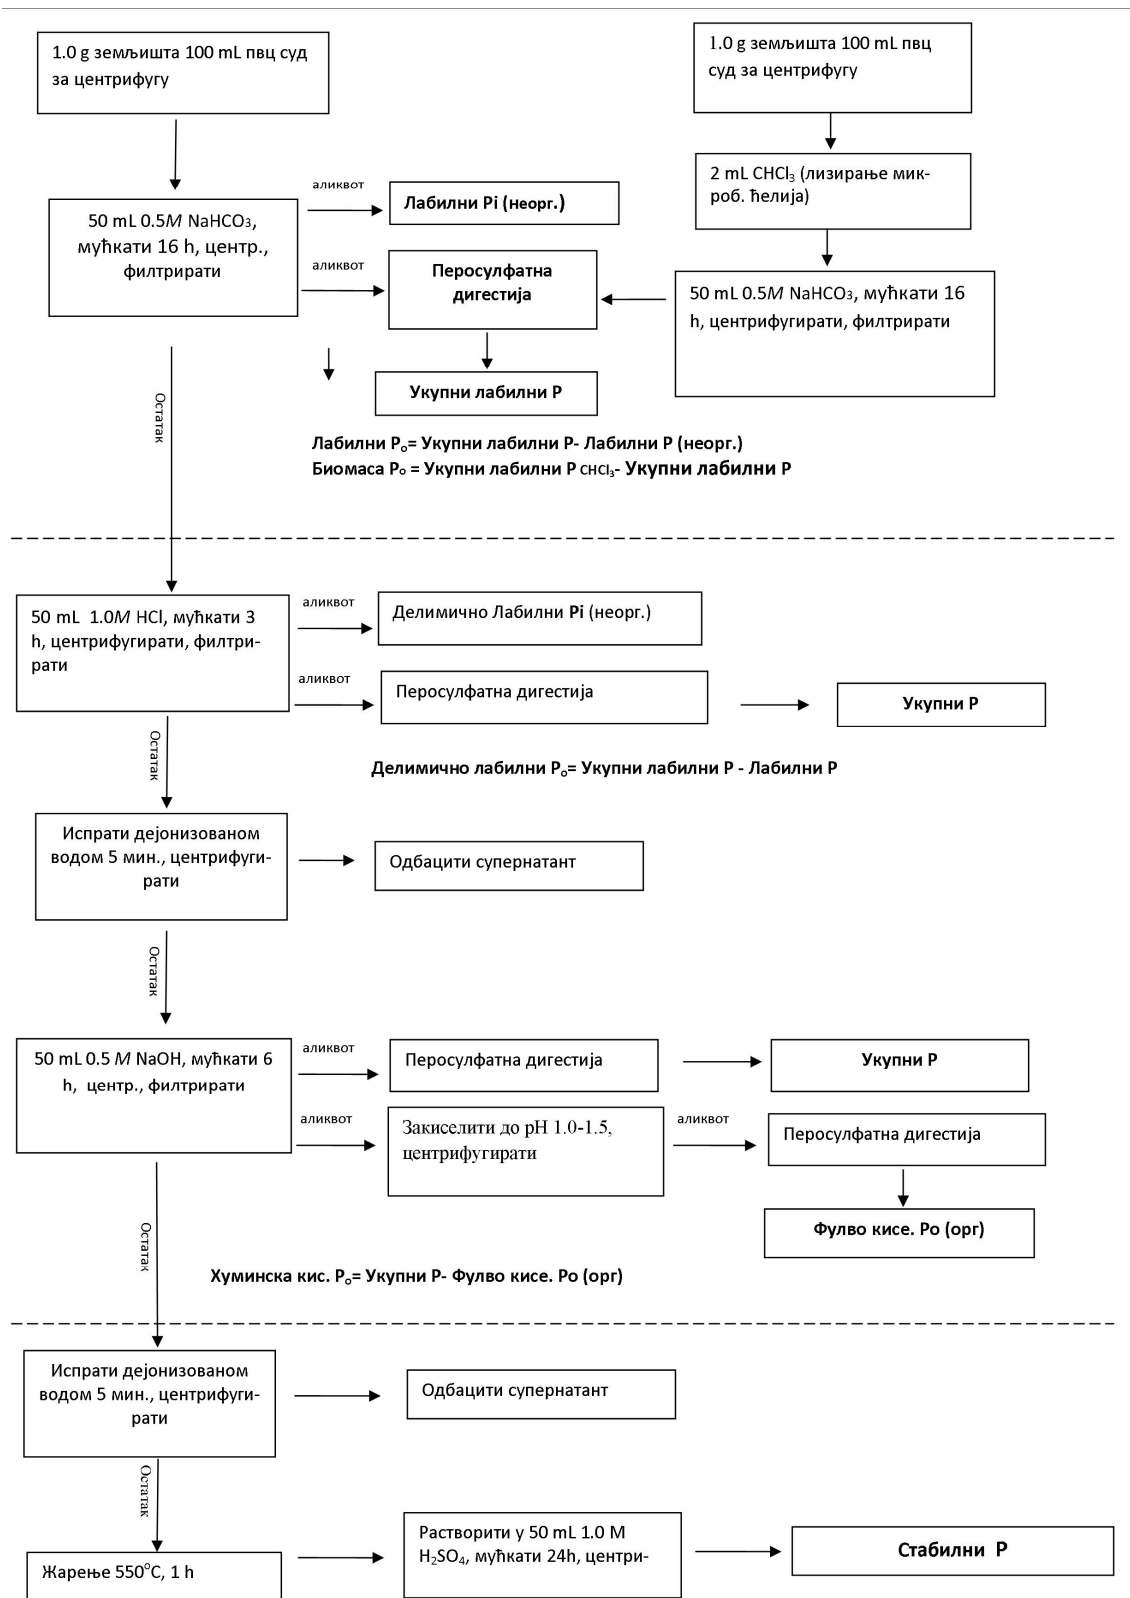 1.0 g земљишта 100 mL пвц суд
за центрифугу
1.0 g земљишта 100 mL пвц
суд за центрифугу
2 mL CHCl₃ (лизирање мик-
роб. ћелија)
аликвот
Лабилни Pi (неорг.)
50 mL 0.5M NaHCO₃,
мућкати 16 h, центр.,
филтрирати
аликвот
Перосулфатна
дигестија
50 mL 0.5M NaHCO₃, мућкати 16
h, центрифугирати, филтрирати
Укупни лабилни P
Остатак
Лабилни Pₒ= Укупни лабилни P- Лабилни P (неорг.)
Биомаса Pₒ = Укупни лабилни P CHCl₃- Укупни лабилни P
50 mL 1.0M HCl, мућкати 3
h, центрифугирати, филтри-
рати
аликвот
Делимично Лабилни Pi (неорг.)
аликвот
Перосулфатна дигестија
Укупни P
Остатак
Делимично лабилни Pₒ= Укупни лабилни P - Лабилни P
Испрати дејонизованом
водом 5 мин., центрифуги-
рати
Одбацити супернатант
Остатак
50 mL 0.5 M NaOH, мућкати 6
h, центр., филтрирати
аликвот
Перосулфатна дигестија
Укупни P
аликвот
Закиселити до pH 1.0-1.5,
центрифугирати
аликвот
Перосулфатна дигестија
Фулво кисе. Po (орг)
Остатак
Хуминска кис. Pₒ= Укупни P- Фулво кисе. Po (орг)
Испрати дејонизованом
водом 5 мин., центрифуги-
рати
Одбацити супернатант
Остатак
Жарење 550°C, 1 h
Растворити у 50 mL 1.0 M
H₂SO₄, мућкати 24h, центри-
Стабилни P